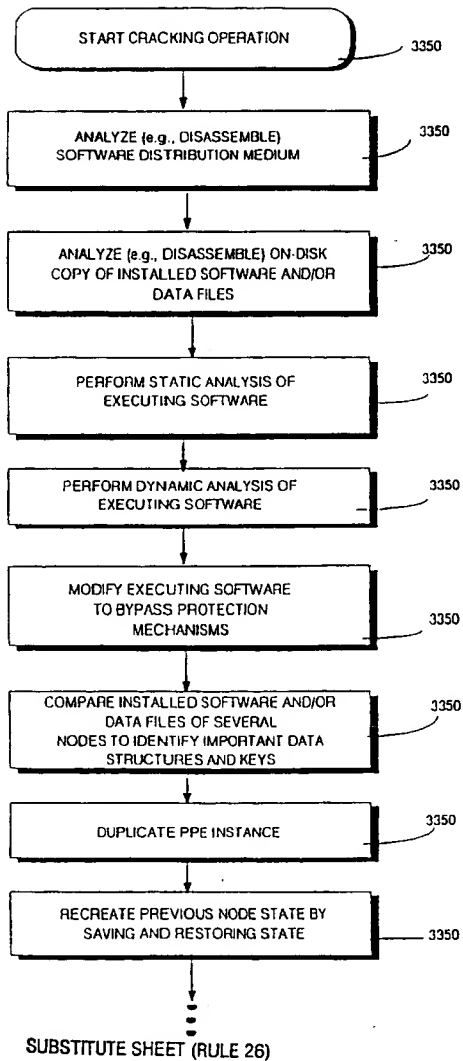 START CRACKING OPERATION
3350
ANALYZE (e.g., DISASSEMBLE)
SOFTWARE DISTRIBUTION MEDIUM
3350
ANALYZE (e.g., DISASSEMBLE) ON-DISK
COPY OF INSTALLED SOFTWARE AND/OR
DATA FILES
3350
PERFORM STATIC ANALYSIS OF
EXECUTING SOFTWARE
3350
PERFORM DYNAMIC ANALYSIS OF
EXECUTING SOFTWARE
3350
MODIFY EXECUTING SOFTWARE
TO BYPASS PROTECTION
MECHANISMS
3350
COMPARE INSTALLED SOFTWARE AND/OR
DATA FILES OF SEVERAL
NODES TO IDENTIFY IMPORTANT DATA
STRUCTURES AND KEYS
3350
DUPLICATE PPE INSTANCE
3350
RECREATE PREVIOUS NODE STATE BY
SAVING AND RESTORING STATE
3350
SUBSTITUTE SHEET (RULE 26)